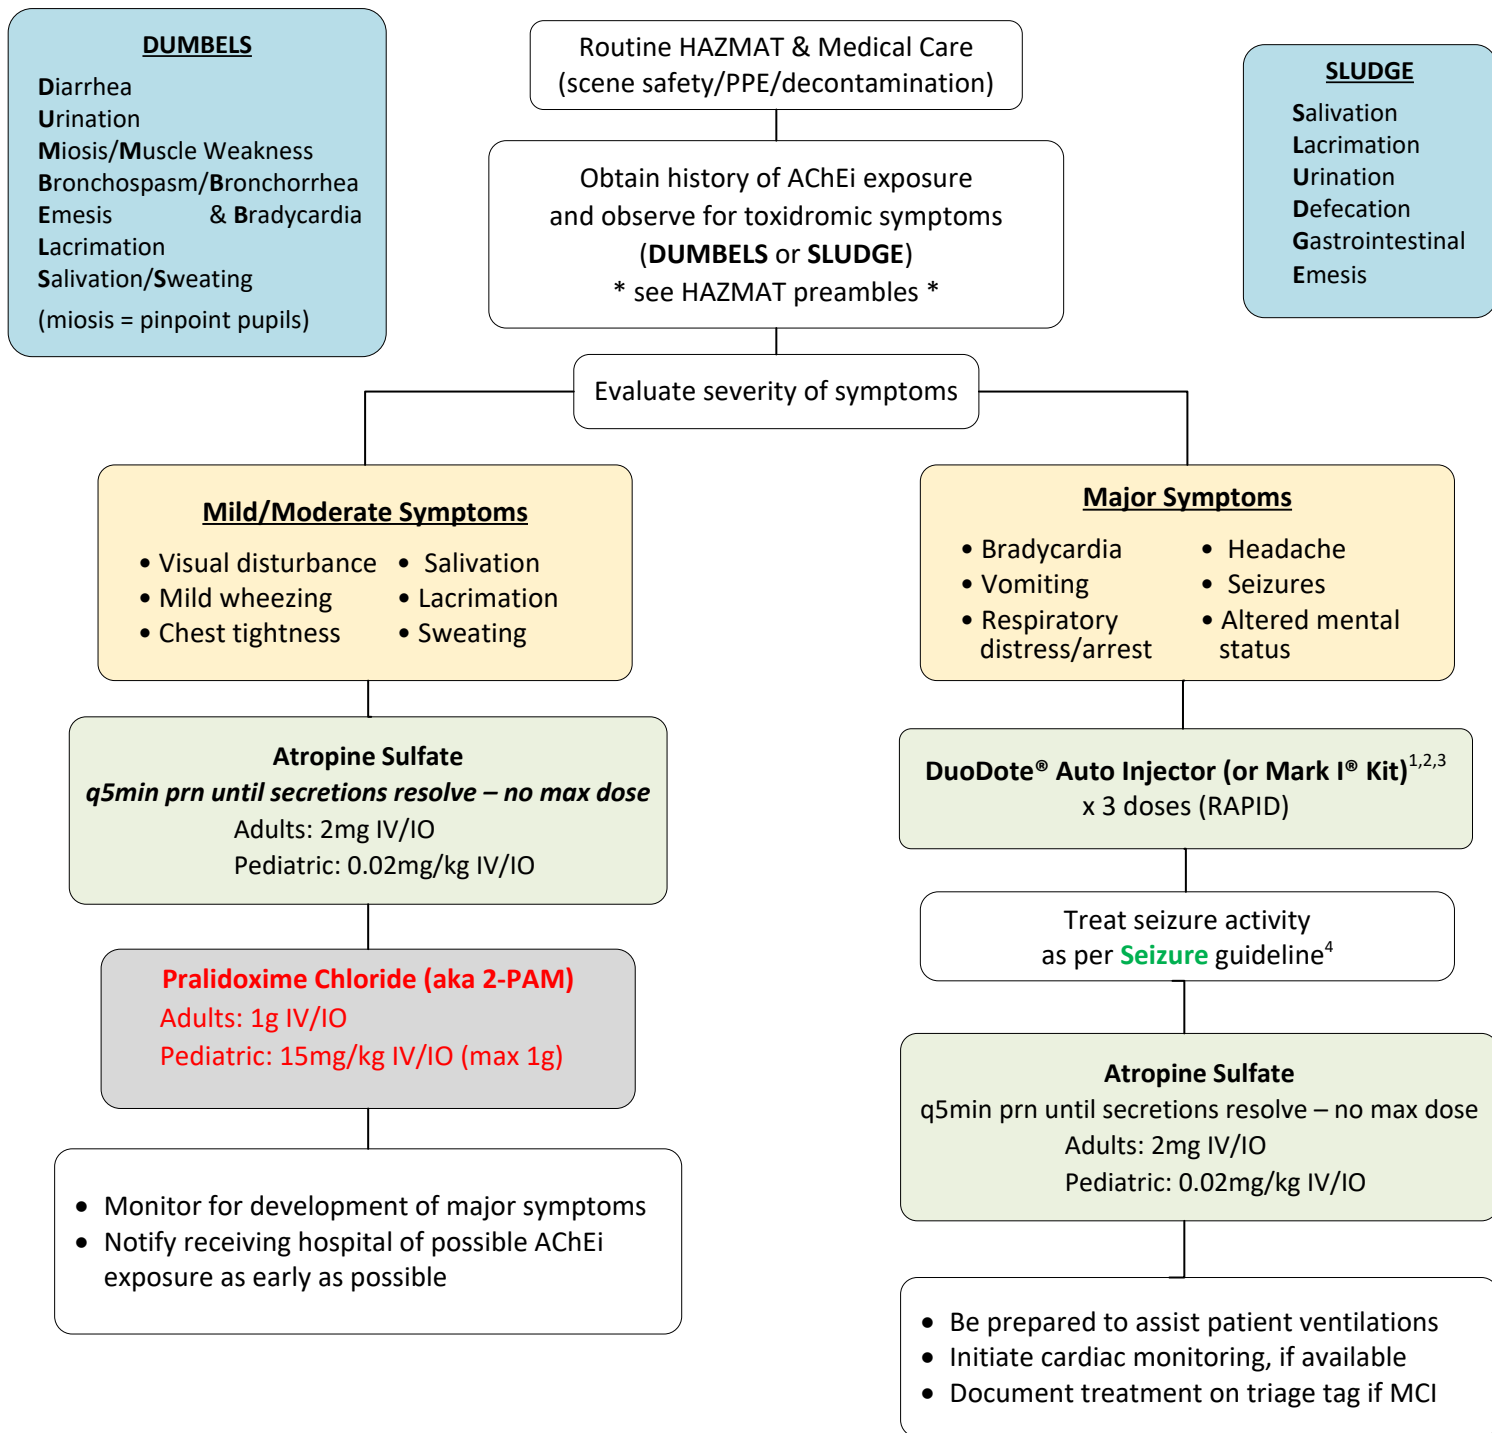 DUMBELS
Diarrhea
Urination
Miosis/Muscle Weakness
Bronchospasm/Bronchorrhea
Emesis & Bradycardia
Lacrimation
Salivation/Sweating
(miosis = pinpoint pupils)
Routine HAZMAT & Medical Care
(scene safety/PPE/decontamination)
SLUDGE
Salivation
Lacrimation
Urination
Defecation
Gastrointestinal
Emesis
Obtain history of AChEi exposure
and observe for toxidromic symptoms
(DUMBELS or SLUDGE)
* see HAZMAT preambles *
Evaluate severity of symptoms
Mild/Moderate Symptoms
• Visual disturbance • Salivation
• Mild wheezing • Lacrimation
• Chest tightness • Sweating
Atropine Sulfate
q5min prn until secretions resolve – no max dose
Adults: 2mg IV/IO
Pediatric: 0.02mg/kg IV/IO
Pralidoxime Chloride (aka 2-PAM)
Adults: 1g IV/IO
Pediatric: 15mg/kg IV/IO (max 1g)
• Monitor for development of major symptoms
• Notify receiving hospital of possible AChEi
exposure as early as possible
Major Symptoms
• Bradycardia • Headache
• Vomiting • Seizures
• Respiratory • Altered mental
distress/arrest status
DuoDote® Auto Injector (or Mark I® Kit)1,2,3
x 3 doses (RAPID)
Treat seizure activity
as per Seizure guideline4
Atropine Sulfate
q5min prn until secretions resolve – no max dose
Adults: 2mg IV/IO
Pediatric: 0.02mg/kg IV/IO
• Be prepared to assist patient ventilations
• Initiate cardiac monitoring, if available
• Document treatment on triage tag if MCI